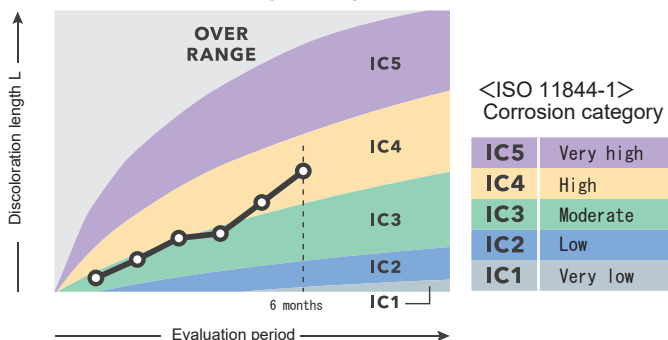 OVER
RANGE
IC5
IC4
IC3
IC2
IC1
6 months
Discoloration length L
Evaluation period
<ISO 11844-1>
Corrosion category
IC5 Very high
IC4 High
IC3 Moderate
IC2 Low
IC1 Very low